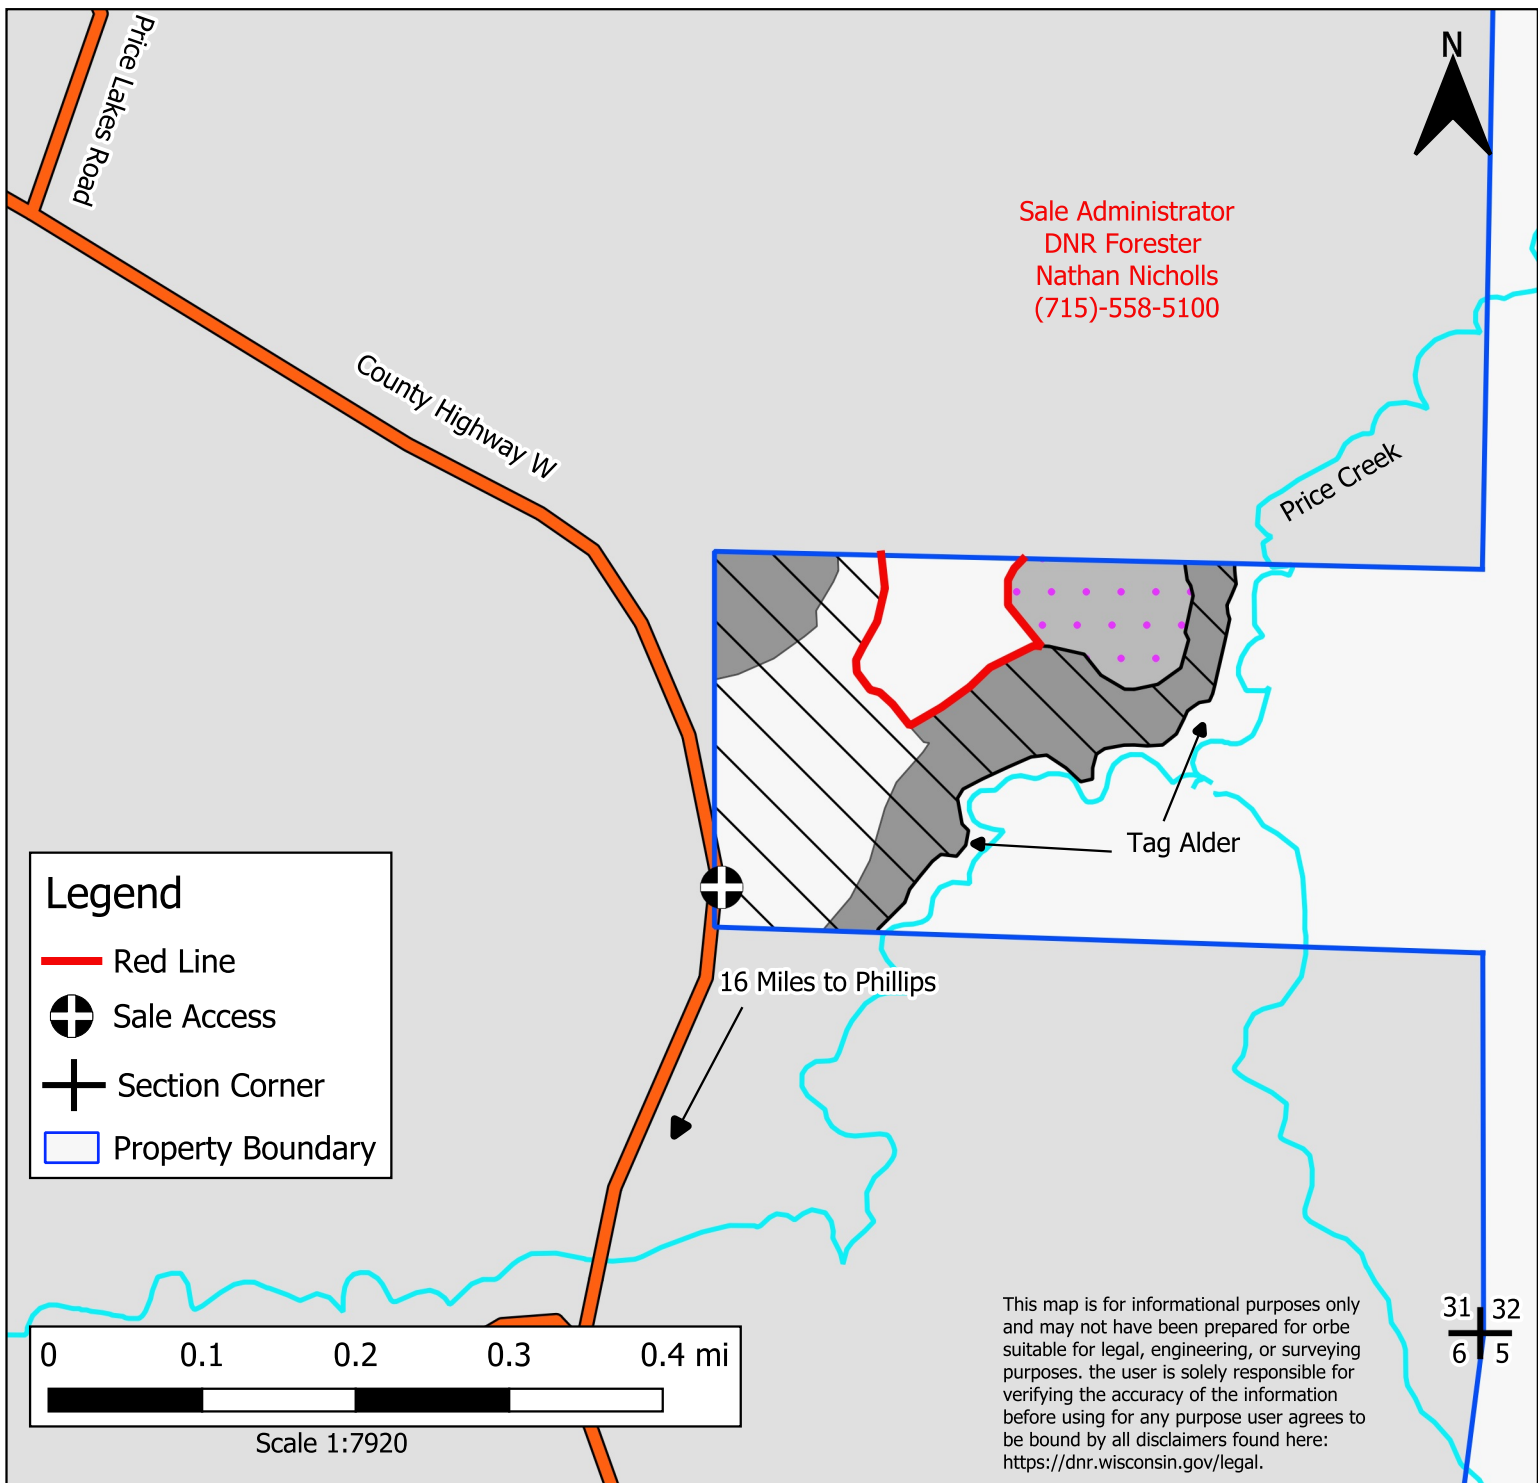 Price Lakes Road
N
Sale Administrator
DNR Forester
Nathan Nicholls
(715)-558-5100
County Highway W
Price Creek
Tag Alder
16 Miles to Phillips
Legend
Red Line
Sale Access
Section Corner
Property Boundary
0 0.1 0.2 0.3 0.4 mi
Scale 1:7920
This map is for informational purposes only
and may not have been prepared for orbe
suitable for legal, engineering, or surveying
purposes. the user is solely responsible for
verifying the accuracy of the information
before using for any purpose user agrees to
be bound by all disclaimers found here:
https://dnr.wisconsin.gov/legal.
31 32
6 5